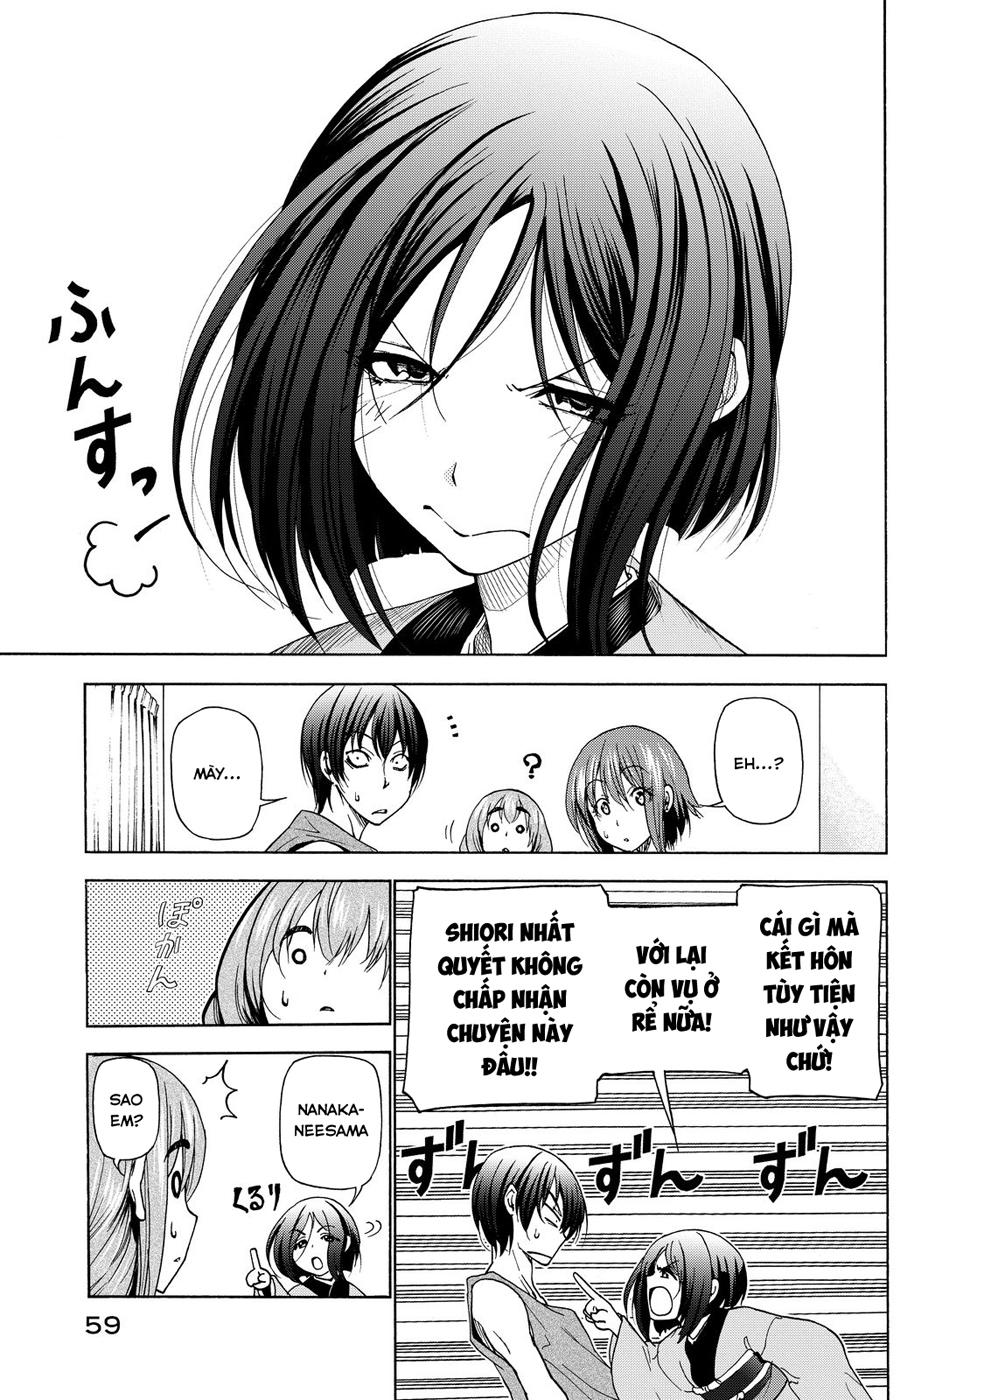 ふんすっ
EH...?
?
MÀY...
CÁI GÌ MÀ
KẾT HÔN
TÙY TIỆN
NHƯ VẬY
CHỨ!
VỚI LẠI
CÒN VỤ Ở
RỂ NỮA!
SHIORI NHẤT
QUYẾT KHÔNG
CHẤP NHẬN
CHUYỆN NÀY
ĐÂU!!
ずん
ずん
ずん
ぽかん
NANAKA-
NEESAMA
くるり
SAO
EM?
59